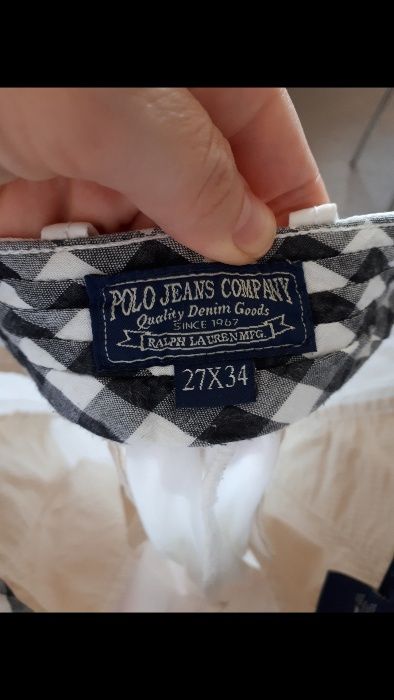 POLO JEANS COMPANY
Quality Denim Goods
SINCE 1967
RALPH LAUREN MFG.
27X34